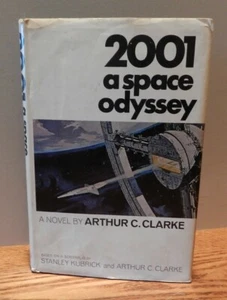 2001
a space
odyssey
A NOVEL BY ARTHUR C. CLARKE
STANLEY KUBRICK and ARTHUR C. CLARKE